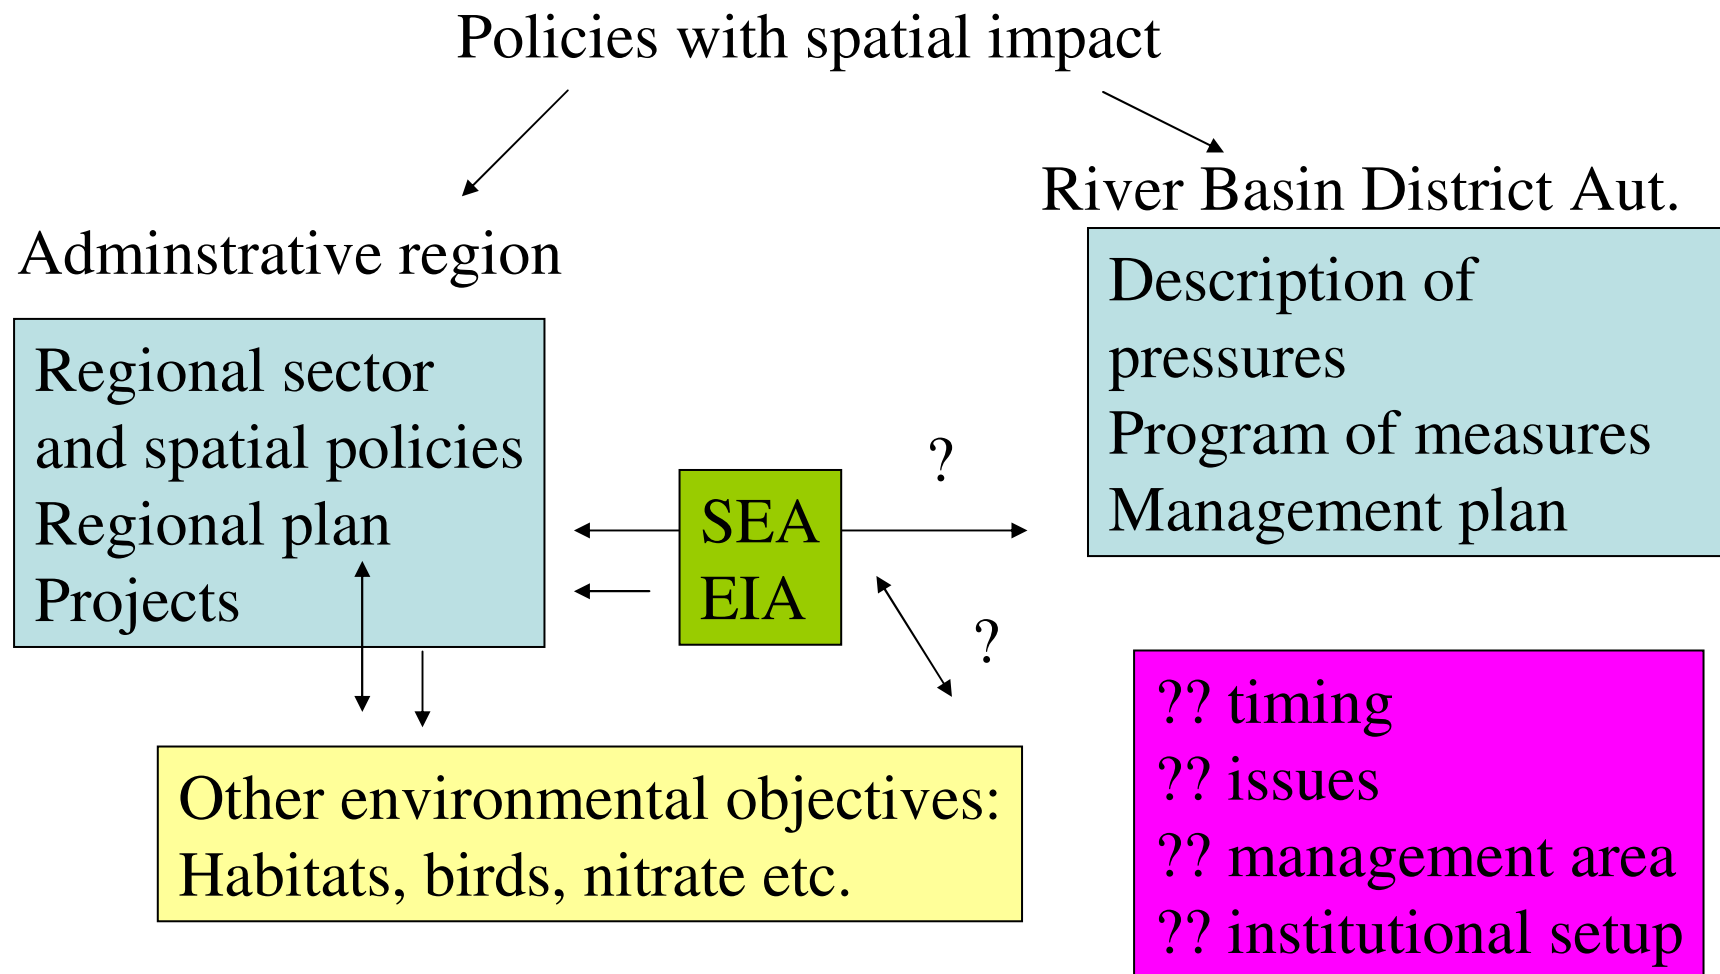 Policies with spatial impact
River Basin District Aut.
Adminstrative region
Description of
pressures
Program of measures
Management plan
Regional sector
and spatial policies
Regional plan
Projects
?
SEA
EIA
?
?? timing
?? issues
?? management area
?? institutional setup
Other environmental objectives:
Habitats, birds, nitrate etc.